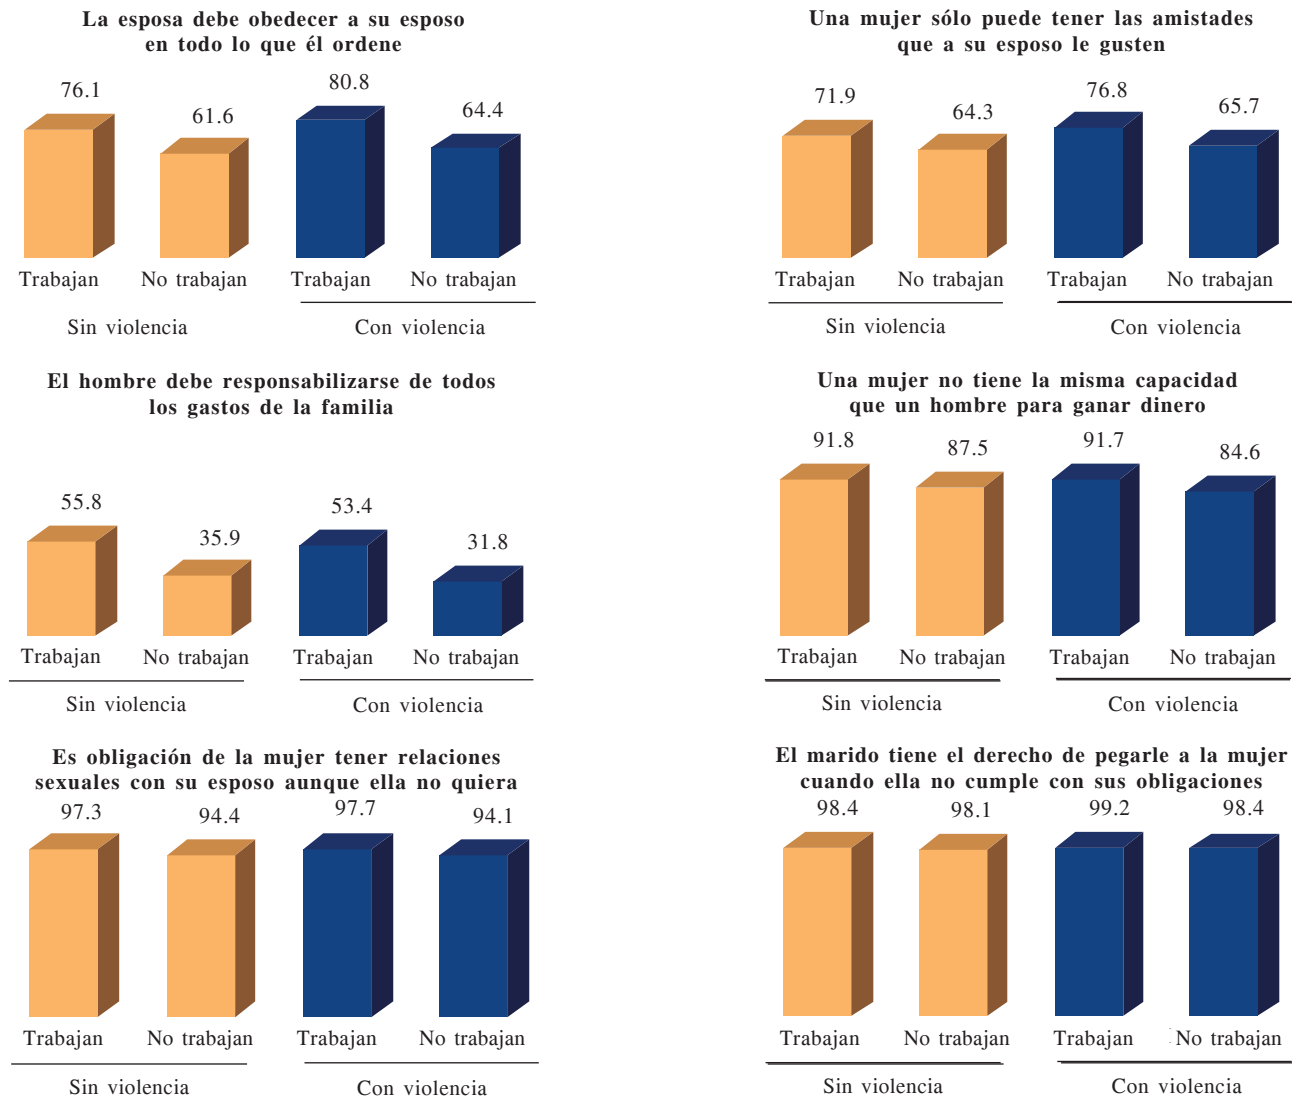 La esposa debe obedecer a su esposo
en todo lo que él ordene
76.1
61.6
80.8
64.4
Trabajan
No trabajan
Trabajan
No trabajan
Sin violencia
Con violencia
Una mujer sólo puede tener las amistades
que a su esposo le gusten
71.9
64.3
76.8
65.7
Trabajan
No trabajan
Trabajan
No trabajan
Sin violencia
Con violencia
El hombre debe responsabilizarse de todos
los gastos de la familia
55.8
35.9
53.4
31.8
Trabajan
No trabajan
Trabajan
No trabajan
Sin violencia
Con violencia
Una mujer no tiene la misma capacidad
que un hombre para ganar dinero
91.8
87.5
91.7
84.6
Trabajan
No trabajan
Trabajan
No trabajan
Sin violencia
Con violencia
Es obligación de la mujer tener relaciones
sexuales con su esposo aunque ella no quiera
97.3
94.4
97.7
94.1
Trabajan
No trabajan
Trabajan
No trabajan
Sin violencia
Con violencia
El marido tiene el derecho de pegarle a la mujer
cuando ella no cumple con sus obligaciones
98.4
98.1
99.2
98.4
Trabajan
No trabajan
Trabajan
No trabajan
Sin violencia
Con violencia